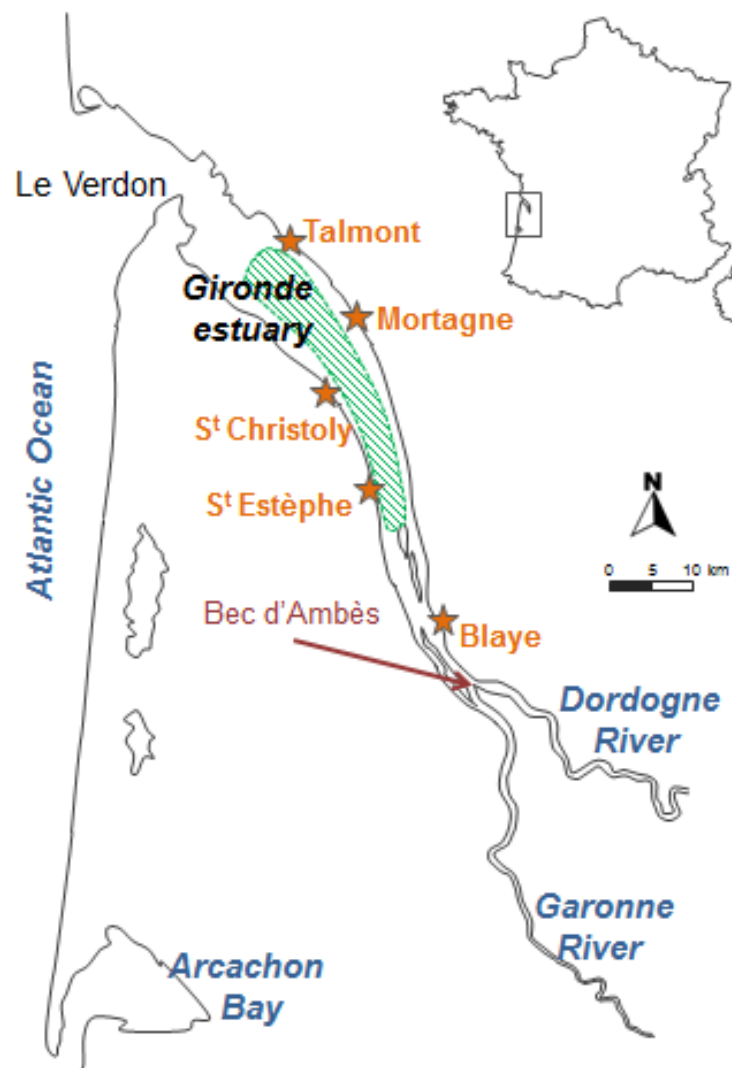 Le Verdon
Talmont
Gironde
estuary
Mortagne
Atlantic Ocean
Sᵗ Christoly
Sᵗ Estèphe
N
0 5 10 km
Bec d'Ambès
Blaye
Dordogne
River
Garonne
River
Arcachon
Bay